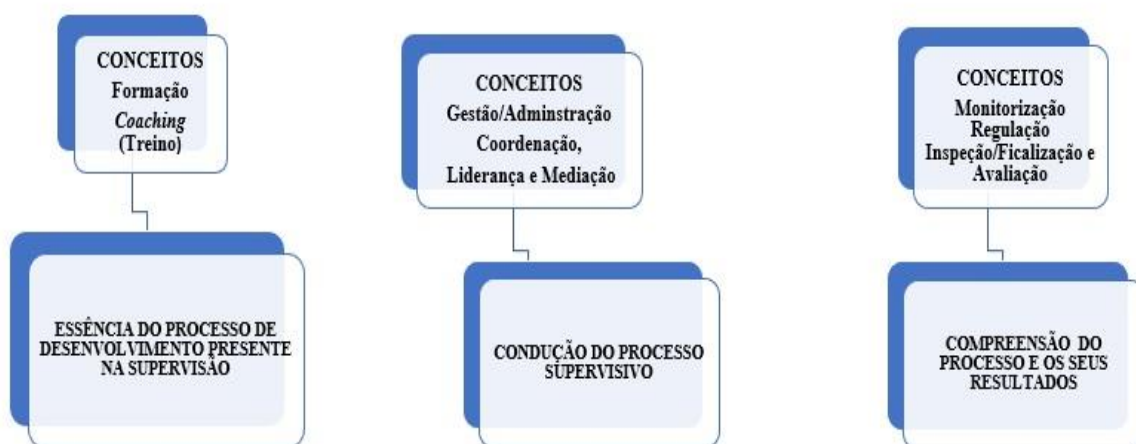 CONCEITOS
Formação
Coaching
(Treino)
ESSÊNCIA DO PROCESSO DE
DESENVOLVIMENTO PRESENTE
NA SUPERVISÃO
CONCEITOS
Gestão/Adminstração
Coordenação,
Liderança e Mediação
CONDUÇÃO DO PROCESSO
SUPERVISIVO
CONCEITOS
Monitorização
Regulação
Inspeção/Ficalização e
Avaliação
COMPREENSÃO DO
PROCESSO E OS SEUS
RESULTADOS